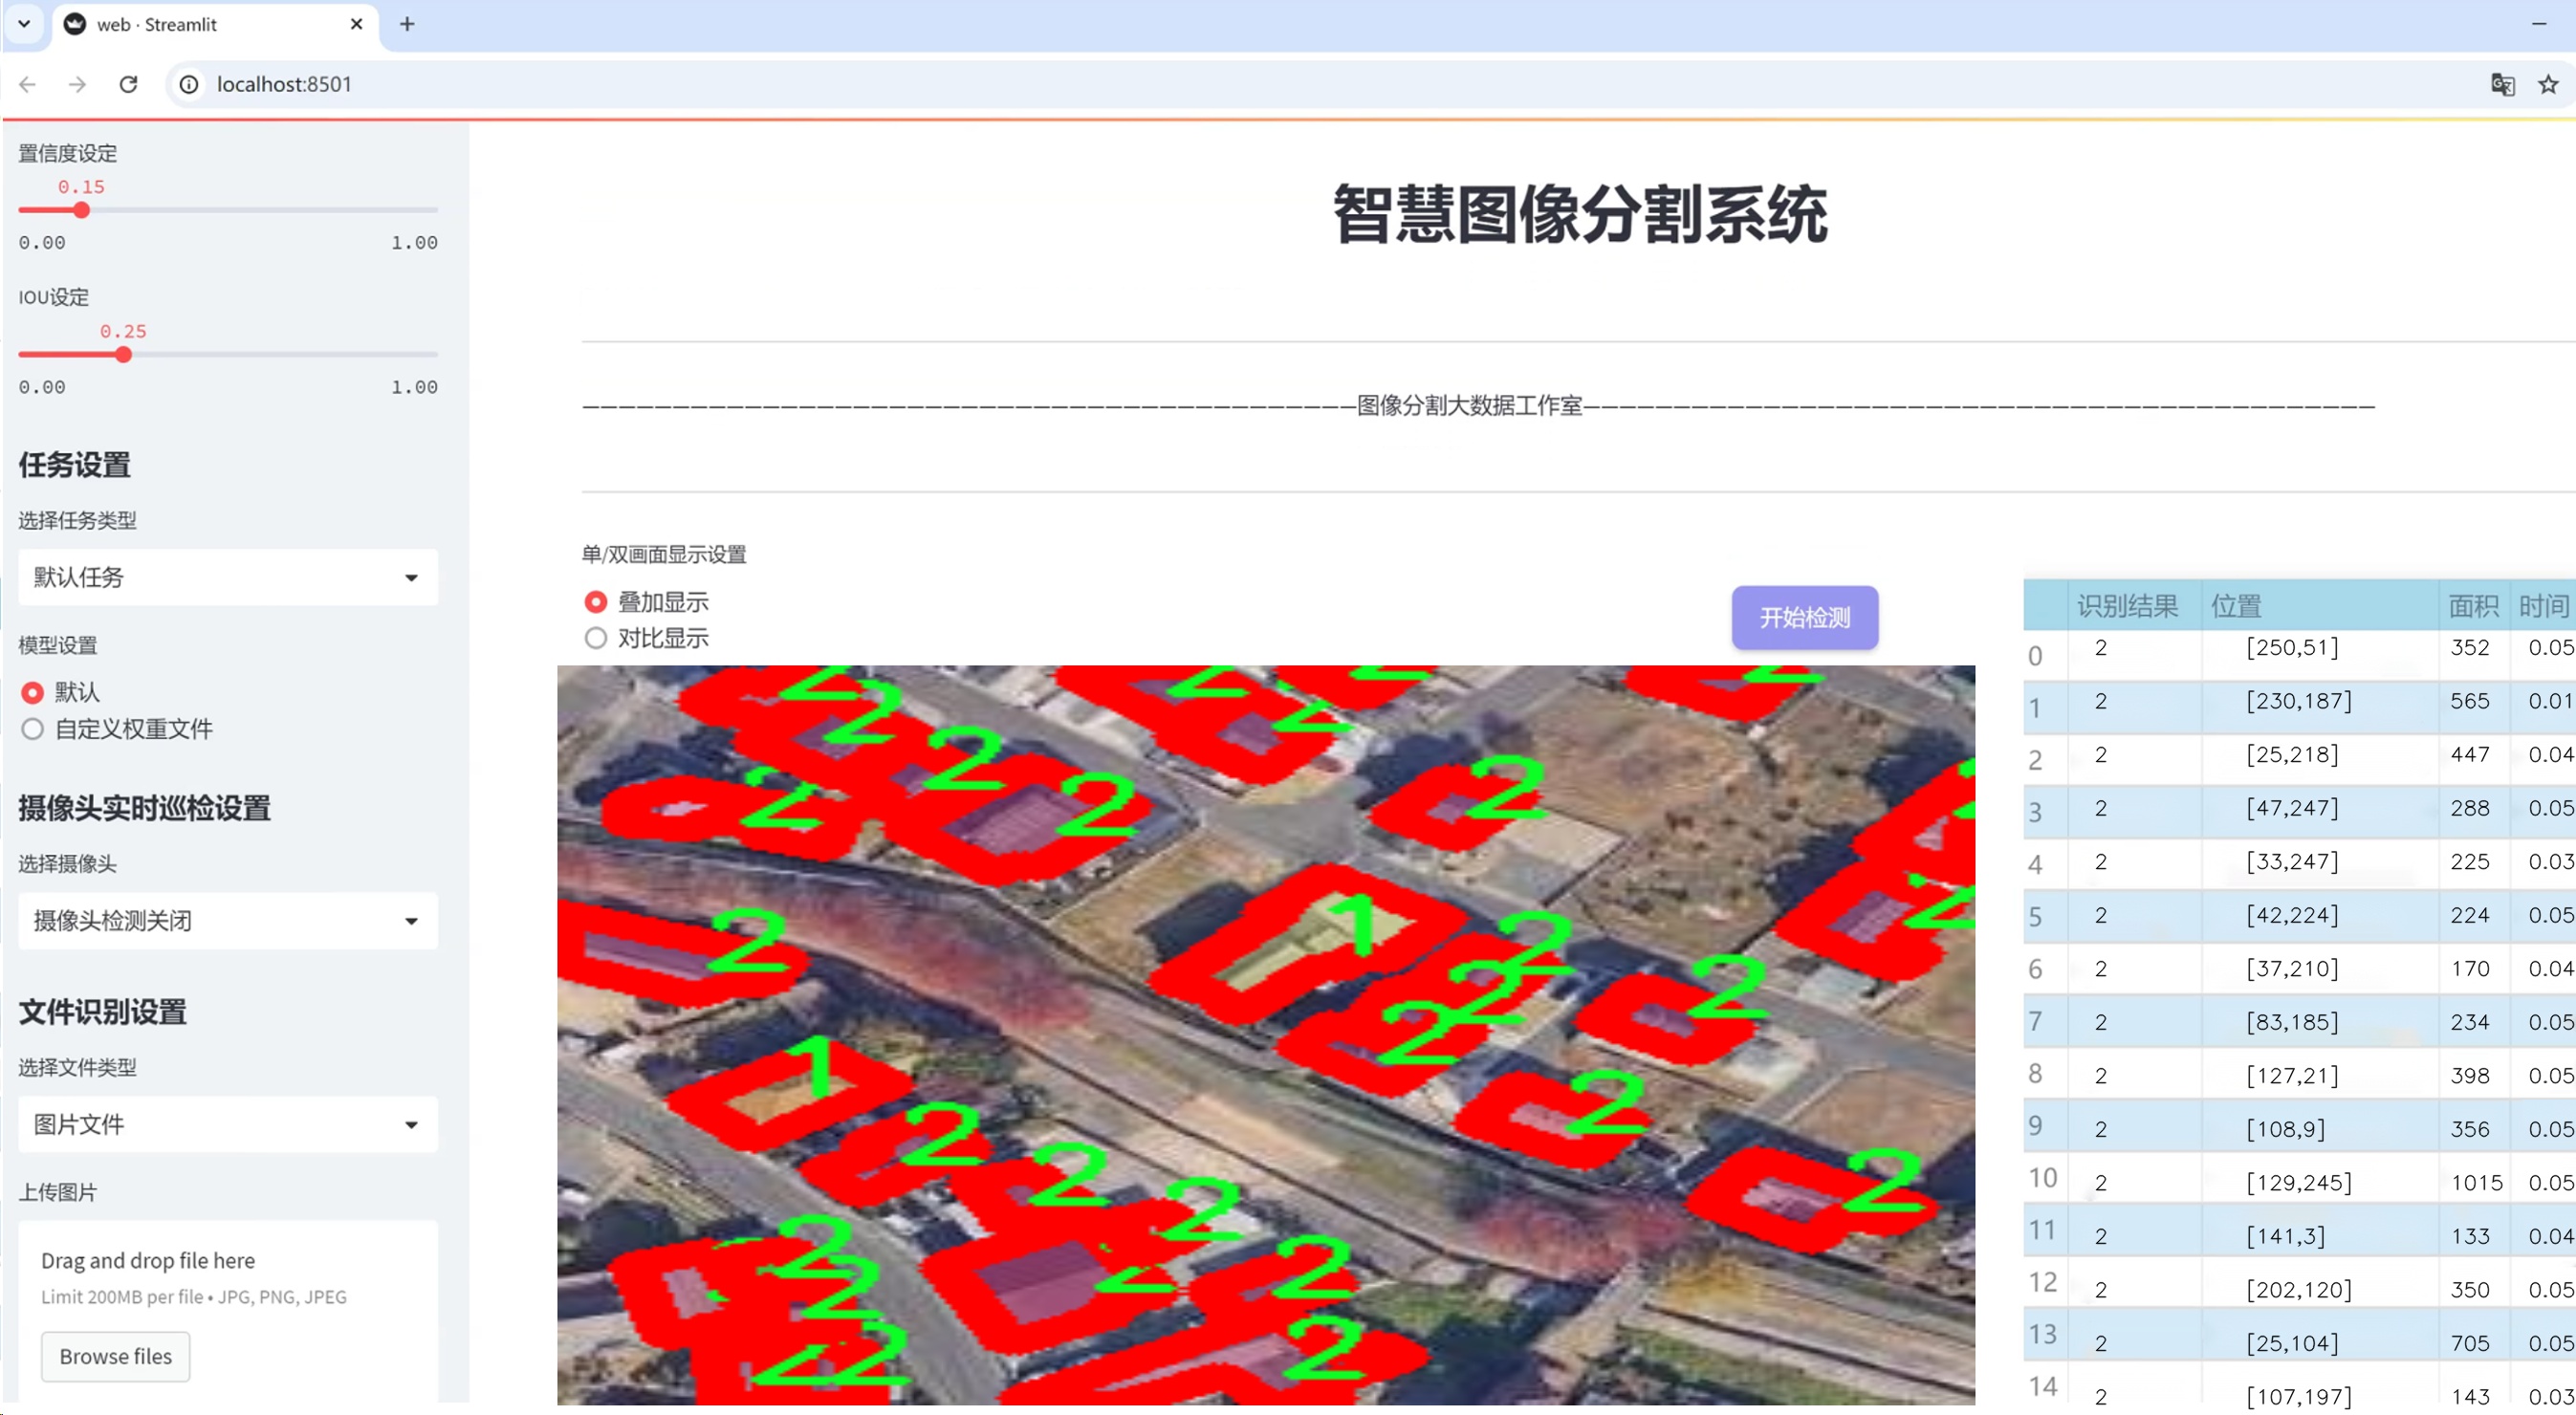 web · Streamlit
localhost:8501
置信度设定
0.15
0.00 1.00
IOU设定
0.25
0.00 1.00
任务设置
选择任务类型
默认任务
模型设置
默认
自定义权重文件
摄像头实时巡检设置
选择摄像头
摄像头检测关闭
文件识别设置
选择文件类型
图片文件
上传图片
Drag and drop file here
Limit 200MB per file • JPG, PNG, JPEG
Browse files
智慧图像分割系统
图像分割大数据工作室
单/双画面显示设置
叠加显示
对比显示
开始检测
识别结果 位置 面积 时间
0 2 [250,51] 352 0.05
1 2 [230,187] 565 0.01
2 2 [25,218] 447 0.04
3 2 [47,247] 288 0.05
4 2 [33,247] 225 0.03
5 2 [42,224] 224 0.05
6 2 [37,210] 170 0.04
7 2 [83,185] 234 0.05
8 2 [127,21] 398 0.05
9 2 [108,9] 356 0.05
10 2 [129,245] 1015 0.05
11 2 [141,3] 133 0.04
12 2 [202,120] 350 0.05
13 2 [25,104] 705 0.05
14 2 [107,197] 143 0.03